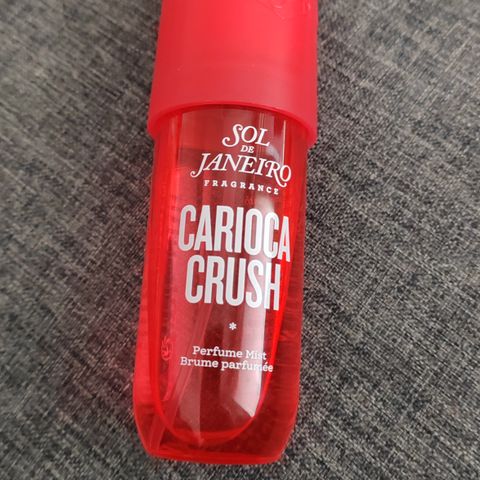 SOL
DE
JANEIRO
FRAGRANCE
CARIOCA
CRUSH
*
Perfume Mist
Brume parfumée